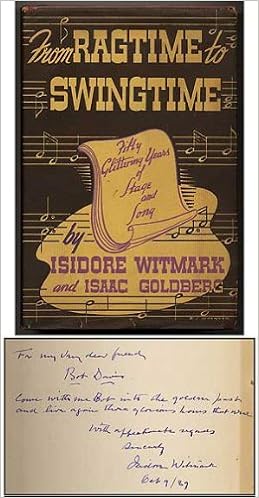 From RAGTIME to
SWINGTIME
Fifty
Glittering Years
of
Stage
and
Song
by
ISIDORE WITMARK
and ISAAC GOLDBERG
For my very dear friend,
Bob Davis
Come with me Bob into the golden past
and live again those glorious hours that were
With affectionate regards
Sincerely
Isidore Witmark
Oct 9/39